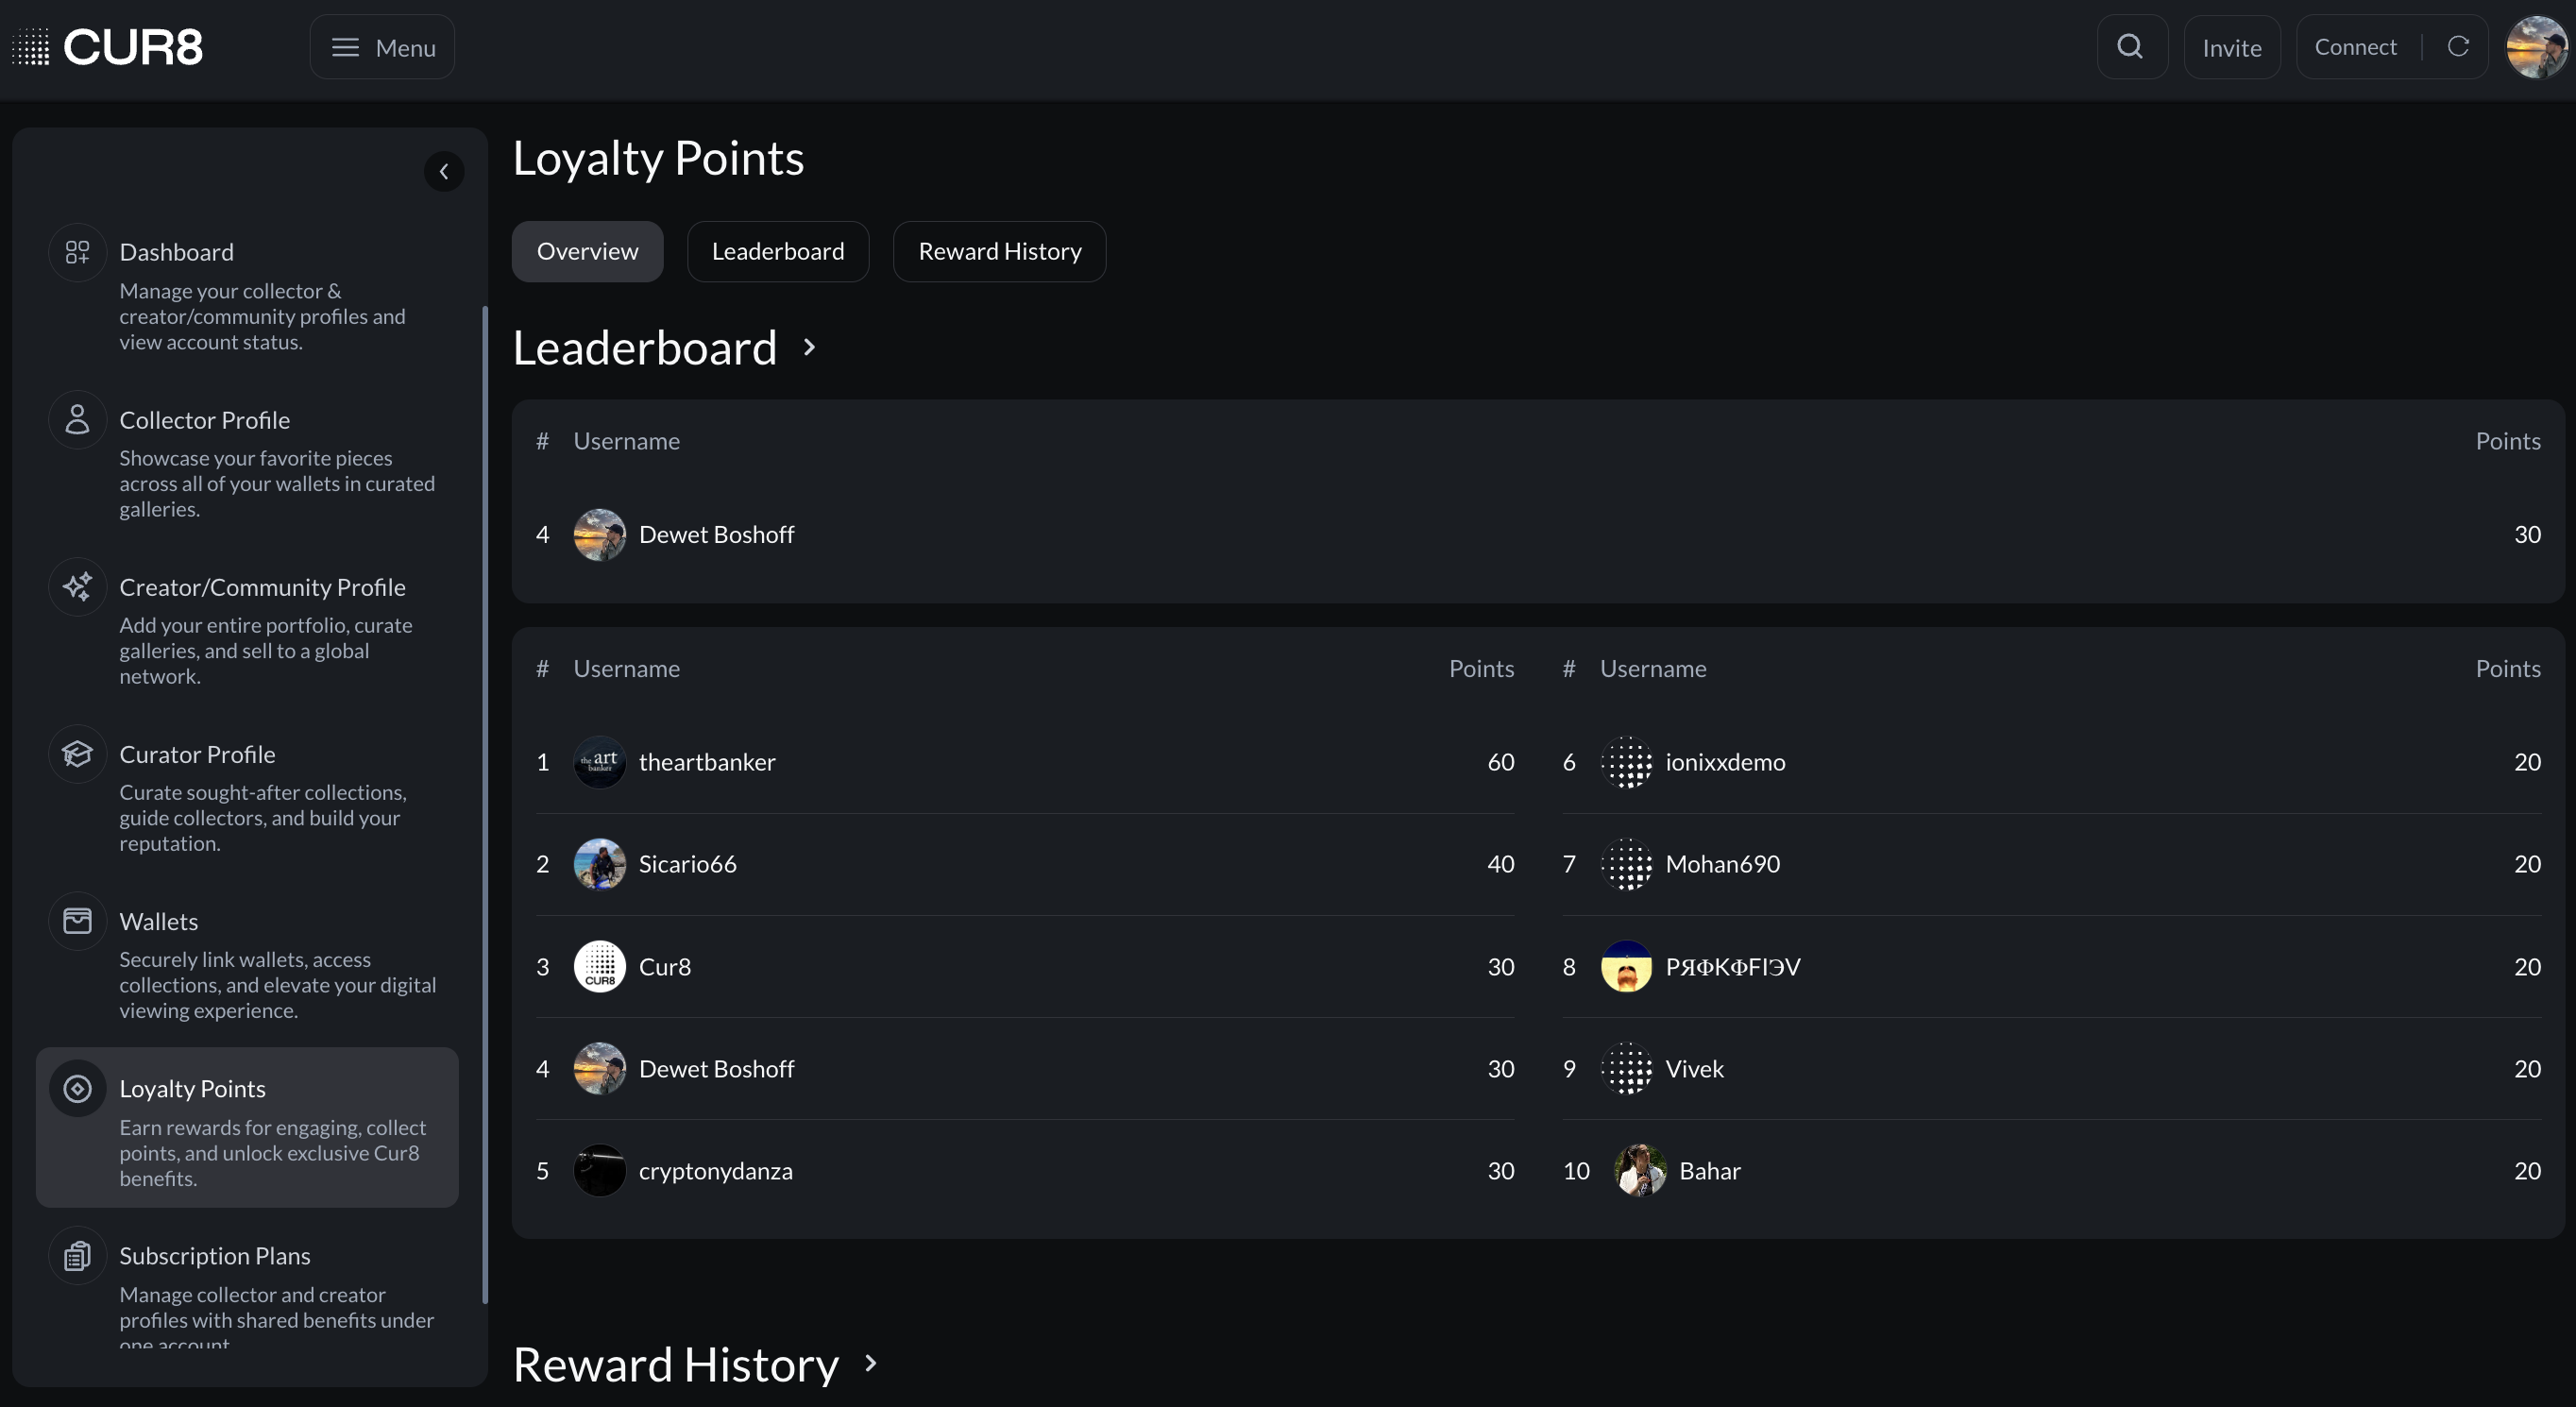 CUR8
Menu
Invite
Connect
Dashboard
Manage your collector &
creator/community profiles and
view account status.
Collector Profile
Showcase your favorite pieces
across all of your wallets in curated
galleries.
Creator/Community Profile
Add your entire portfolio, curate
galleries, and sell to a global
network.
Curator Profile
Curate sought-after collections,
guide collectors, and build your
reputation.
Wallets
Securely link wallets, access
collections, and elevate your digital
viewing experience.
Loyalty Points
Earn rewards for engaging, collect
points, and unlock exclusive Cur8
benefits.
Subscription Plans
Manage collector and creator
profiles with shared benefits under
one account
Loyalty Points
Overview
Leaderboard
Reward History
Leaderboard
# Username Points
4 Dewet Boshoff 30
# Username Points
1 the art banker theartbanker 60
2 Sicario66 40
3 CUR8 Cur8 30
4 Dewet Boshoff 30
5 cryptonydanza 30
# Username Points
6 ionixxdemo 20
7 Mohan690 20
8 PЯФKФFIЭV 20
9 Vivek 20
10 Bahar 20
Reward History